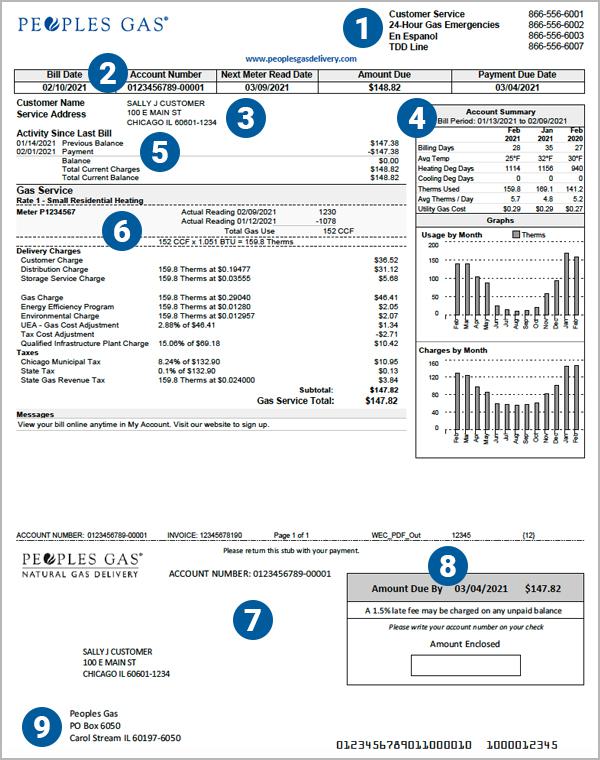 PEOPLES GAS®
1
Customer Service 866-556-6001
24-Hour Gas Emergencies 866-556-6002
En Espanol 866-556-6003
TDD Line 866-556-6007
www.peoplesgasdelivery.com
2
Bill Date Account Number Next Meter Read Date Amount Due Payment Due Date
02/10/2021 0123456789-00001 03/09/2021 $148.82 03/04/2021
Customer Name SALLY J CUSTOMER
Service Address 100 E MAIN ST
CHICAGO IL 60601-1234
3
Activity Since Last Bill
01/14/2021 Previous Balance $147.38
02/01/2021 Payment -$147.38
Balance $0.00
Total Current Charges $148.82
Total Current Balance $148.82
5
4
Account Summary
Bill Period: 01/13/2021 to 02/09/2021
Feb Jan Feb
2021 2021 2020
Billing Days 28 35 27
Avg Temp 25°F 32°F 30°F
Heating Deg Days 1114 1156 940
Cooling Deg Days 0 0 0
Therms Used 159.8 169.1 141.2
Avg Therms / Day 5.7 4.8 5.2
Utility Gas Cost $0.29 $0.27 $0.27
Graphs
Usage by Month Therms
200
150
100
50
0
Feb Mar Apr May Jun Jul Aug Sep Oct Nov Dec Jan Feb
Charges by Month
160
120
80
40
0
Feb Mar Apr May Jun Jul Aug Sep Oct Nov Dec Jan Feb
Gas Service
Rate 1 - Small Residential Heating
Meter P1234567 Actual Reading 02/09/2021 1230
Actual Reading 01/12/2021 -1078
Total Gas Use 152 CCF
152 CCF x 1.051 BTU = 159.8 Therms
6
Delivery Charges
Customer Charge $36.52
Distribution Charge 159.8 Therms at $0.19477 $31.12
Storage Service Charge 159.8 Therms at $0.03555 $5.68
Gas Charge 159.8 Therms at $0.29040 $46.41
Energy Efficiency Program 159.8 Therms at $0.01280 $2.05
Environmental Charge 159.8 Therms at $0.012957 $2.07
UEA - Gas Cost Adjustment 2.88% of $46.41 $1.34
Tax Cost Adjustment -$2.71
Qualified Infrastructure Plant Charge 15.06% of $69.18 $10.42
Taxes
Chicago Municipal Tax 8.24% of $132.90 $10.95
State Tax 0.1% of $132.90 $0.13
State Gas Revenue Tax 159.8 Therms at $0.024000 $3.84
Subtotal: $147.82
Gas Service Total: $147.82
Messages
View your bill online anytime in My Account. Visit our website to sign up.
ACCOUNT NUMBER: 0123456789-00001 INVOICE: 12345678190 Page 1 of 1 WEC_PDF_Out 12345 {12}
Please return this stub with your payment.
PEOPLES GAS®
NATURAL GAS DELIVERY
ACCOUNT NUMBER: 0123456789-00001
8
Amount Due By 03/04/2021 $147.82
A 1.5% late fee may be charged on any unpaid balance
Please write your account number on your check
Amount Enclosed
7
SALLY J CUSTOMER
100 E MAIN ST
CHICAGO IL 60601-1234
9
Peoples Gas
PO Box 6050
Carol Stream IL 60197-6050
0123456789011000010 1000012345